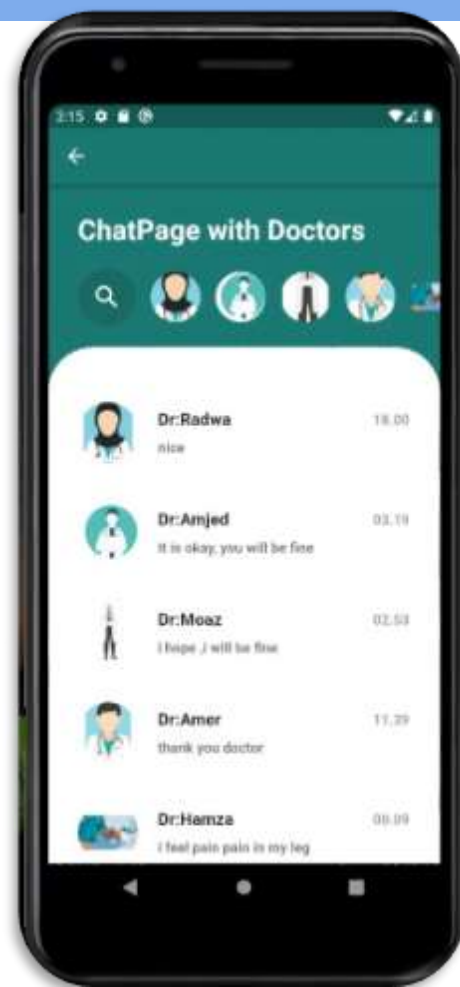 2:15
ChatPage with Doctors
Dr:Radwa
18.00
nice
Dr:Amjed
03.19
It is okay, you will be fine
Dr:Moaz
02.53
i hope ,i will be fine
Dr:Amer
11.39
thank you doctor
Dr:Hamza
00.09
i feel pain pain in my leg